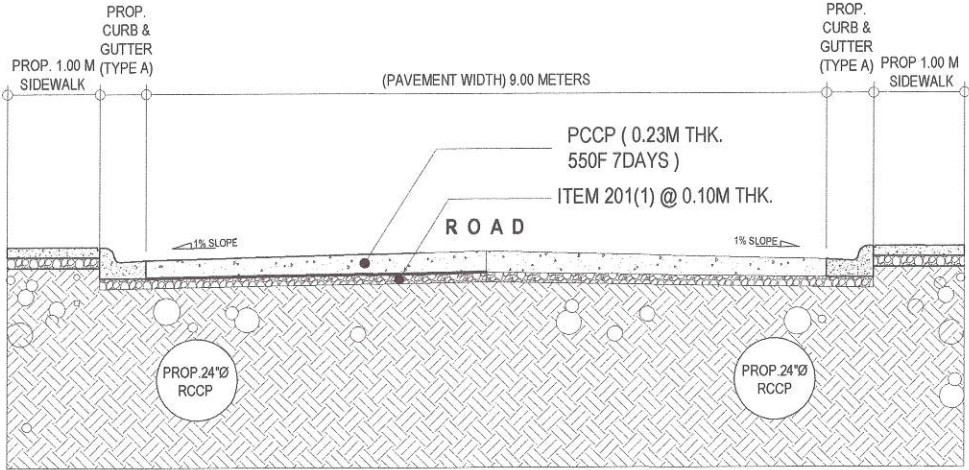 PROP.
CURB &
GUTTER
(TYPE A)
PROP. 1.00 M
SIDEWALK
(PAVEMENT WIDTH) 9.00 METERS
PROP.
CURB &
GUTTER
(TYPE A)
PROP 1.00 M
SIDEWALK
PCCP ( 0.23M THK.
550F 7DAYS )
ITEM 201(1) @ 0.10M THK.
ROAD
1% SLOPE
1% SLOPE
PROP.24"Ø
RCCP
PROP.24"Ø
RCCP